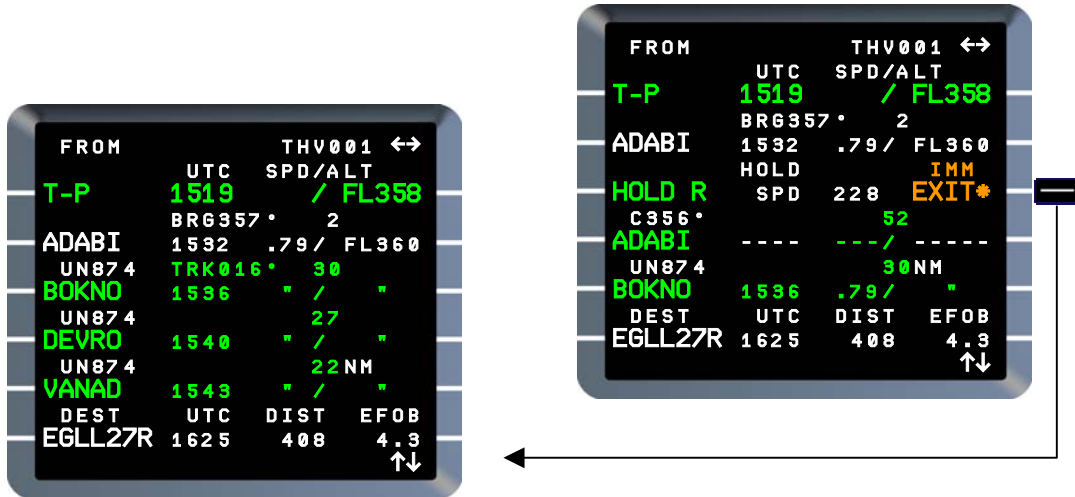 FROM THV001 ←→
UTC SPD/ALT
T-P 1519 / FL358
BRG357° 2
ADABI 1532 .79/ FL360
UN874 TRK016° 30
BOKNO 1536 " / "
UN874 27
DEVRO 1540 " / "
UN874 22NM
VANAD 1543 " / "
DEST UTC DIST EFOB
EGLL27R 1625 408 4.3
↑↓
FROM THV001 ←→
UTC SPD/ALT
T-P 1519 / FL358
BRG357° 2
ADABI 1532 .79/ FL360
HOLD IMM
HOLD R SPD 228 EXIT*
C356° 52
ADABI ---- ---/ -----
UN874 30NM
BOKNO 1536 .79/ "
DEST UTC DIST EFOB
EGLL27R 1625 408 4.3
↑↓